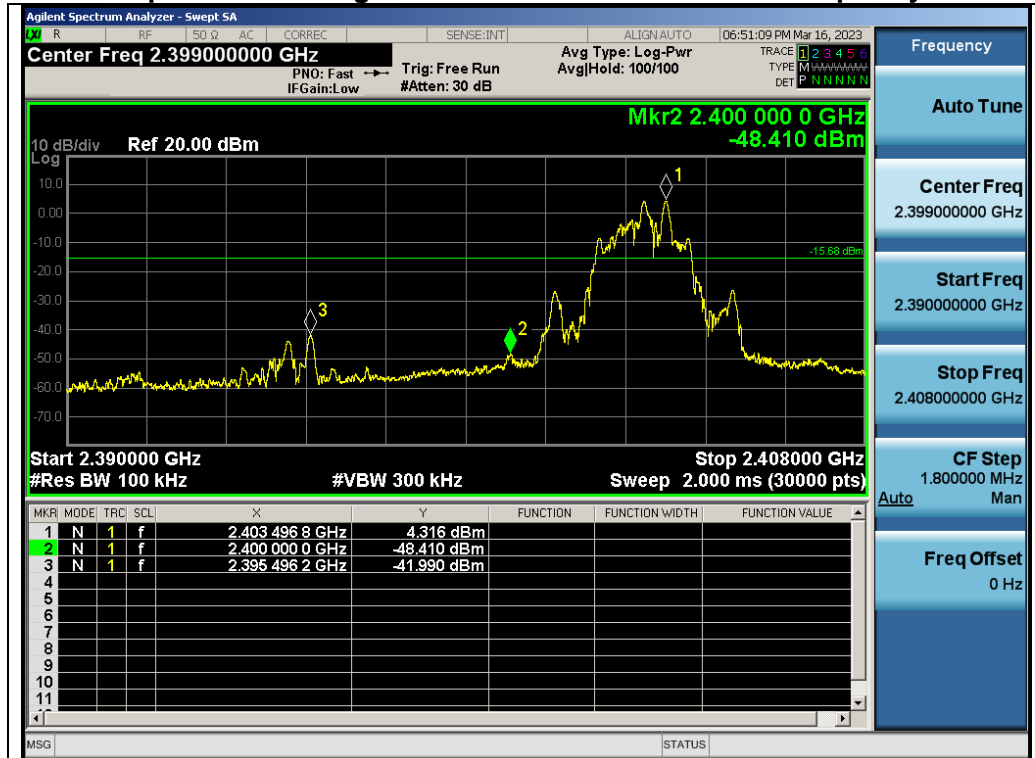 Agilent Spectrum Analyzer - Swept SA
LXI R RF 50 Ω AC CORREC SENSE:INT ALIGN AUTO 06:51:09 PM Mar 16, 2023
Center Freq 2.399000000 GHz
PNO: Fast
IFGain:Low
Trig: Free Run
#Atten: 30 dB
Avg Type: Log-Pwr
Avg|Hold: 100/100
TRACE 1 2 3 4 5 6
TYPE M W W W W W
DET P N N N N N
Mkr2 2.400 000 0 GHz
-48.410 dBm
10 dB/div Ref 20.00 dBm
Log
10.0
0.00
-10.0
-20.0
-30.0
-40.0
-50.0
-60.0
-70.0
1
-15.68 dBm
3
2
Start 2.390000 GHz Stop 2.408000 GHz
#Res BW 100 kHz #VBW 300 kHz Sweep 2.000 ms (30000 pts)
MKR MODE TRC SCL X Y FUNCTION FUNCTION WIDTH FUNCTION VALUE
1 N 1 f 2.403 496 8 GHz 4.316 dBm
2 N 1 f 2.400 000 0 GHz -48.410 dBm
3 N 1 f 2.395 496 2 GHz -41.990 dBm
4
5
6
7
8
9
10
11
MSG STATUS
Frequency
Auto Tune
Center Freq
2.399000000 GHz
Start Freq
2.390000000 GHz
Stop Freq
2.408000000 GHz
CF Step
1.800000 MHz
Auto Man
Freq Offset
0 Hz